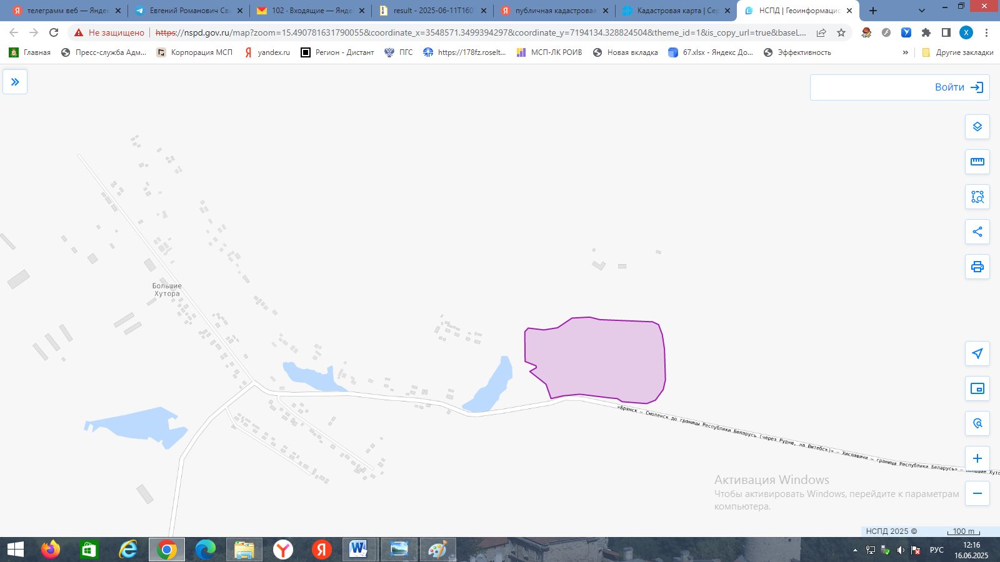 телеграмм веб — Янде
Евгений Романович Сви
102 · Входящие — Янде
result - 2025-06-11T160
публичная кадастровая
Кадастровая карта | Сер
НСПД | Геоинформацио
Не защищено
https://nspd.gov.ru/map?zoom=15.490781631790055&coordinate_x=3548571.3499394297&coordinate_y=7194134.328824504&theme_id=1&is_copy_url=true&baseL...
X
Главная
Пресс-служба Адм...
Корпорация МСП
yandex.ru
Регион - Дистант
ПГС
https://178fz.roselt...
МСП-ЛК РОИВ
Новая вкладка
67.xlsx - Яндекс До...
Эффективность
»
Другие закладки
Войти
Большие
Хутора
«Брянск — Смоленск до границы Республики Беларусь (через Рудню, на Витебск)» — Хиславичи — граница Республики Беларусь» — Большие Хуто
Активация Windows
Чтобы активировать Windows, перейдите к параметрам
компьютера.
НСПД 2025 ©
100 m
РУС
12:16
16.06.2025